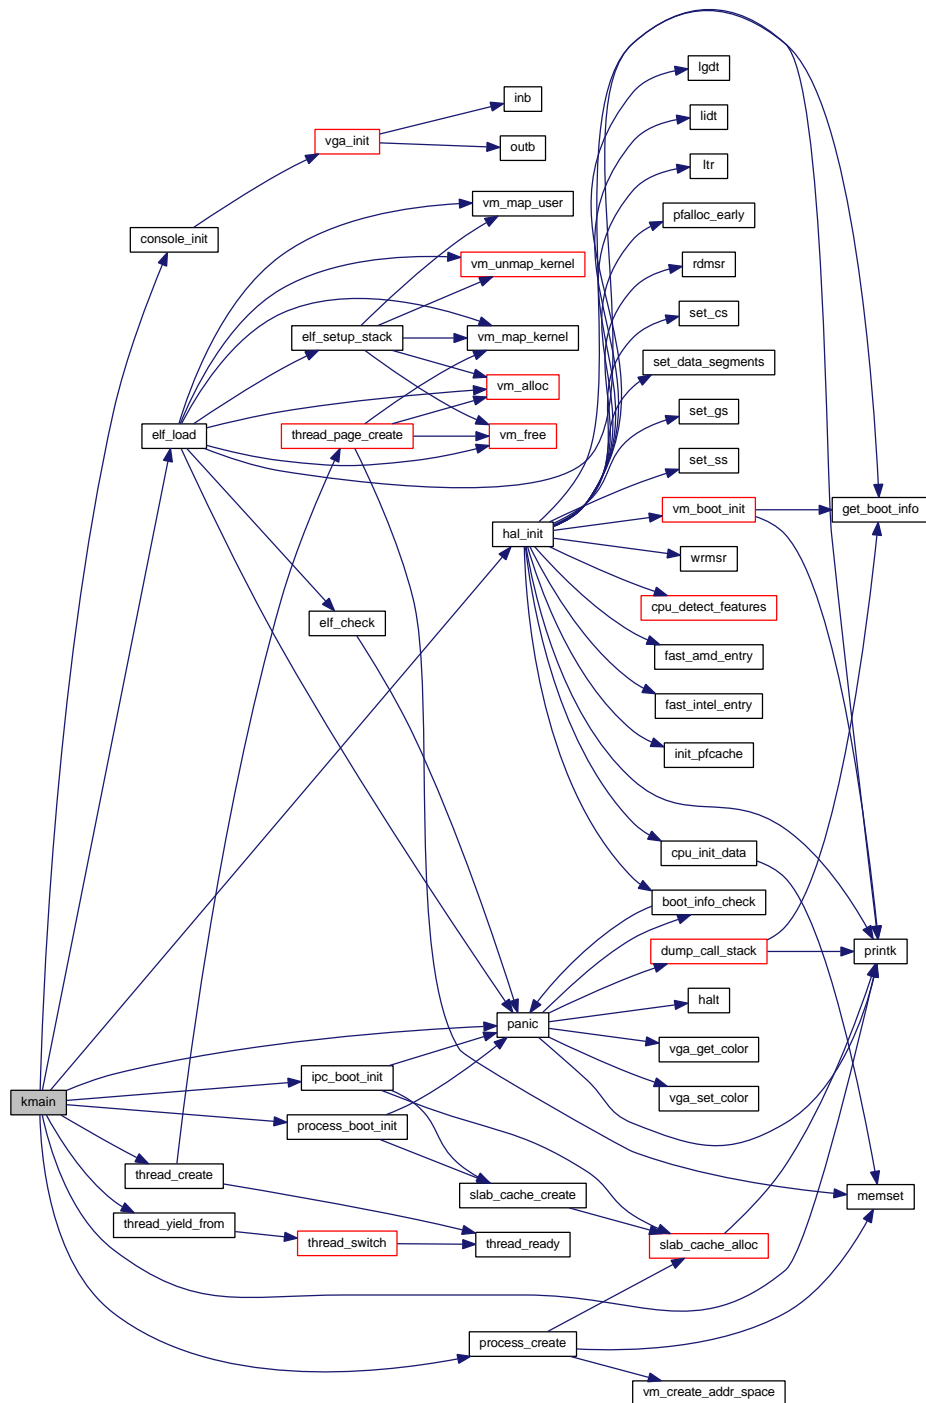 lgdt
inb
lidt
vga_init
outb
ltr
vm_map_user
pfalloc_early
console_init
vm_unmap_kernel
rdmsr
set_cs
elf_setup_stack
vm_map_kernel
set_data_segments
vm_alloc
set_gs
elf_load
thread_page_create
vm_free
set_ss
vm_boot_init
get_boot_info
hal_init
wrmsr
cpu_detect_features
elf_check
fast_amd_entry
fast_intel_entry
init_pfcache
cpu_init_data
boot_info_check
dump_call_stack
printk
halt
panic
vga_get_color
ipc_boot_init
vga_set_color
kmain
process_boot_init
thread_create
slab_cache_create
memset
thread_yield_from
thread_switch
thread_ready
slab_cache_alloc
process_create
vm_create_addr_space